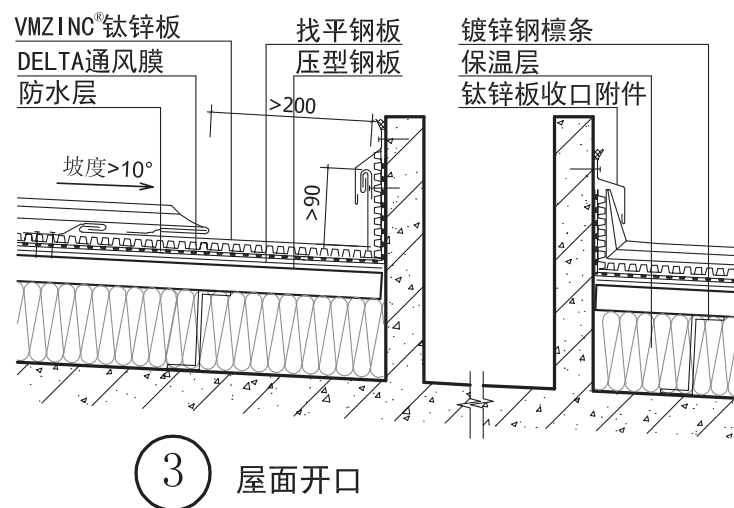 VMZINC®钛锌板
找平钢板
镀锌钢檩条
DELTA通风膜
压型钢板
保温层
防水层
钛锌板收口附件
>200
坡度>10°
>90
3 屋面开口